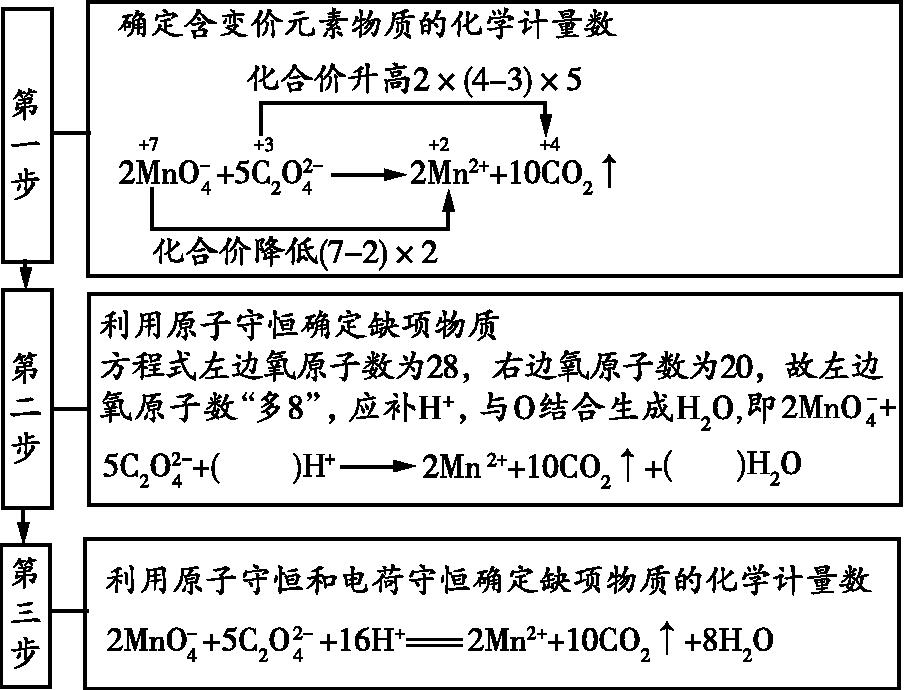 第一步
确定含变价元素物质的化学计量数
化合价升高2×(4–3)×5
+7 +3 +2 +4
2MnO₄⁻+5C₂O₄²⁻⟶2Mn²⁺+10CO₂↑
化合价降低(7–2)×2
第二步
利用原子守恒确定缺项物质
方程式左边氧原子数为28，右边氧原子数为20，故左边
氧原子数“多8”，应补H⁺，与O结合生成H₂O,即2MnO₄⁻+
5C₂O₄²⁻+( )H⁺⟶2Mn²⁺+10CO₂↑+( )H₂O
第三步
利用原子守恒和电荷守恒确定缺项物质的化学计量数
2MnO₄⁻+5C₂O₄²⁻+16H⁺══2Mn²⁺+10CO₂↑+8H₂O